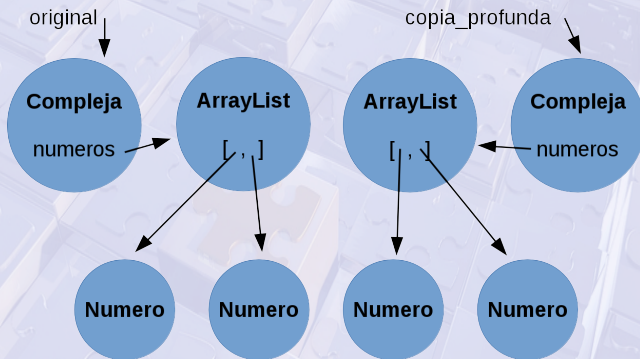 original
copia_profunda
Compleja
numeros
ArrayList
[ , ]
ArrayList
[ , ]
Compleja
numeros
Numero
Numero
Numero
Numero